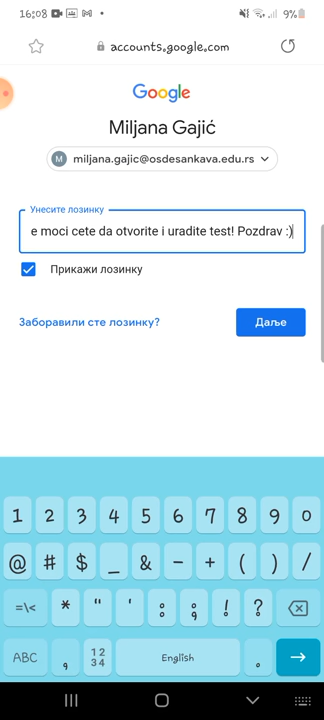 16:08 9%
accounts.google.com
Google
Miljana Gajić
M miljana.gajic@osdesankava.edu.rs
Унесите лозинку
e moci cete da otvorite i uradite test! Pozdrav :)
Прикажи лозинку
Заборавили сте лозинку? Даље
1 2 3 4 5 6 7 8 9 0
@ # $ _ & - + ( ) /
=\< * " ' : ; ! ?
ABC , 12 34 English .